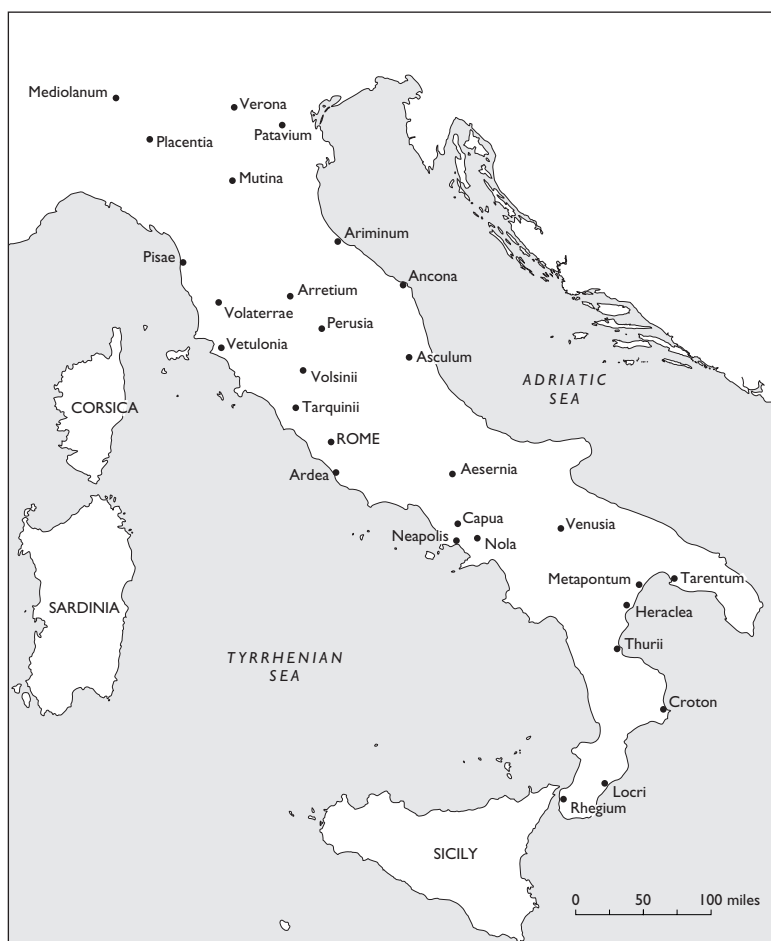 Mediolanum
Verona
Patavium
Placentia
Mutina
Ariminum
Pisae
Ancona
Arretium
Volaterrae
Perusia
Vetulonia
Asculum
Volsinii
ADRIATIC
SEA
CORSICA
Tarquinii
ROME
Ardea
Aesernia
Capua
Venusia
Neapolis
Nola
Metapontum
Tarentum
SARDINIA
Heraclea
Thurii
TYRRHENIAN
SEA
Croton
Locri
Rhegium
SICILY
0 50 100 miles